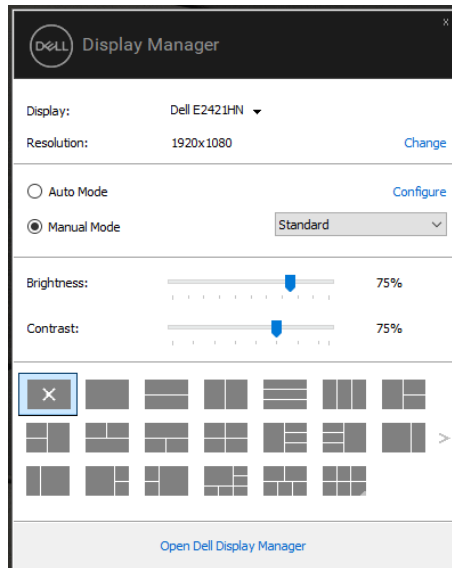 x
DELL Display Manager
Display: Dell E2421HN
Resolution: 1920x1080 Change
Auto Mode Configure
Manual Mode Standard
Brightness: 75%
Contrast: 75%
Open Dell Display Manager